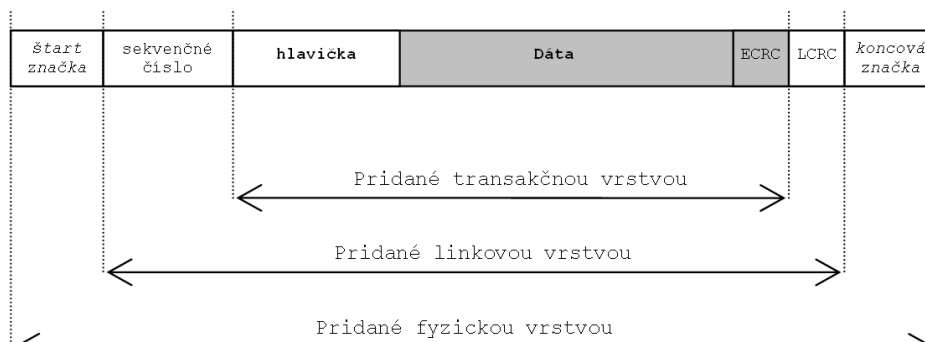 štart
značka
sekvenčné
číslo
hlavička
Dáta
ECRC
LCRC
koncová
značka
Pridané transakčnou vrstvou
Pridané linkovou vrstvou
Pridané fyzickou vrstvou